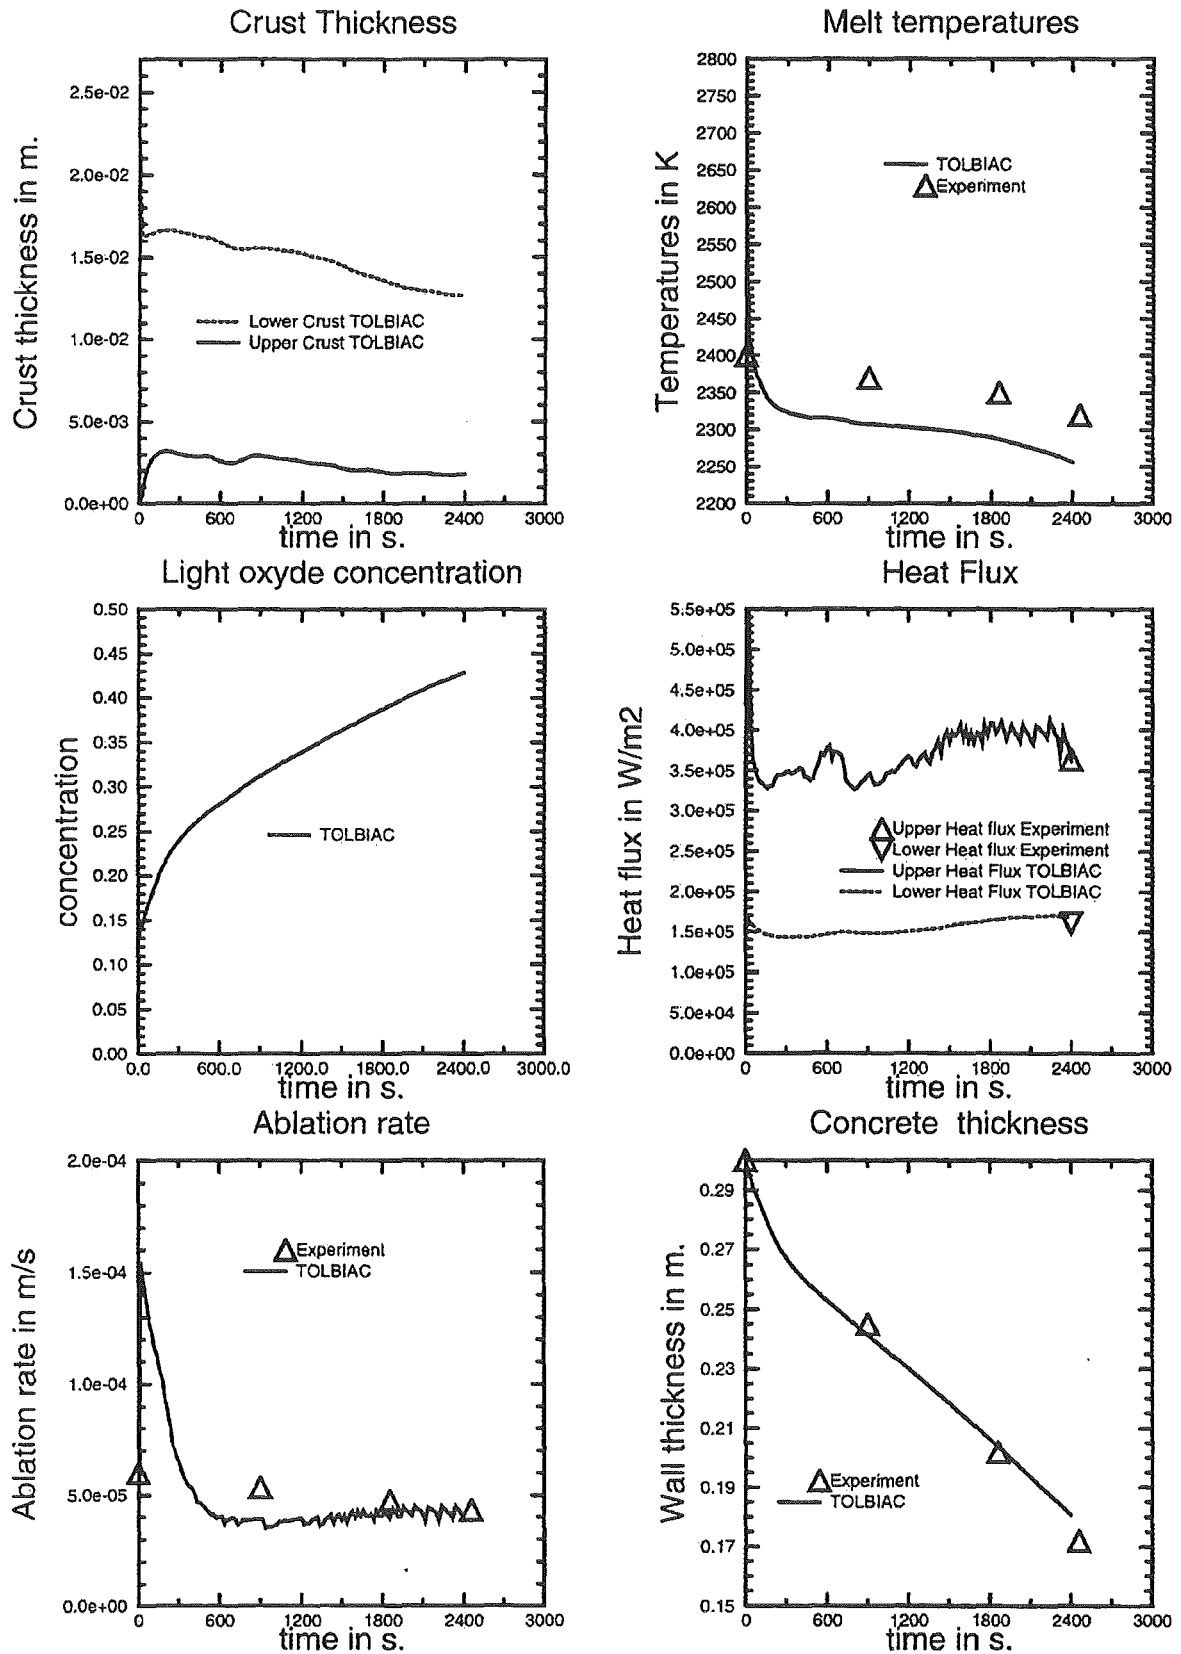 Crust Thickness
Crust thickness in m.
2.5e-02
2.0e-02
1.5e-02
1.0e-02
5.0e-03
0.0e+00
Lower Crust TOLBIAC
Upper Crust TOLBIAC
0 600 1200 1800 2400 3000
time in s.
Melt temperatures
Temperatures in K
2800
2750
2700
2650
2600
2550
2500
2450
2400
2350
2300
2250
2200
TOLBIAC
Experiment
0 600 1200 1800 2400 3000
time in s.
Light oxyde concentration
concentration
0.50
0.45
0.40
0.35
0.30
0.25
0.20
0.15
0.10
0.05
0.00
TOLBIAC
0.0 600.0 1200.0 1800.0 2400.0 3000.0
time in s.
Heat Flux
Heat flux in W/m2
5.5e+05
5.0e+05
4.5e+05
4.0e+05
3.5e+05
3.0e+05
2.5e+05
2.0e+05
1.5e+05
1.0e+05
5.0e+04
0.0e+00
Upper Heat flux Experiment
Lower Heat flux Experiment
Upper Heat Flux TOLBIAC
Lower Heat Flux TOLBIAC
0 600 1200 1800 2400 3000
time in s.
Ablation rate
Ablation rate in m/s
2.0e-04
1.5e-04
1.0e-04
5.0e-05
0.0e+00
Experiment
TOLBIAC
0 600 1200 1800 2400 3000
time in s.
Concrete thickness
Wall thickness in m.
0.29
0.27
0.25
0.23
0.21
0.19
0.17
0.15
Experiment
TOLBIAC
0 600 1200 1800 2400 3000
time in s.